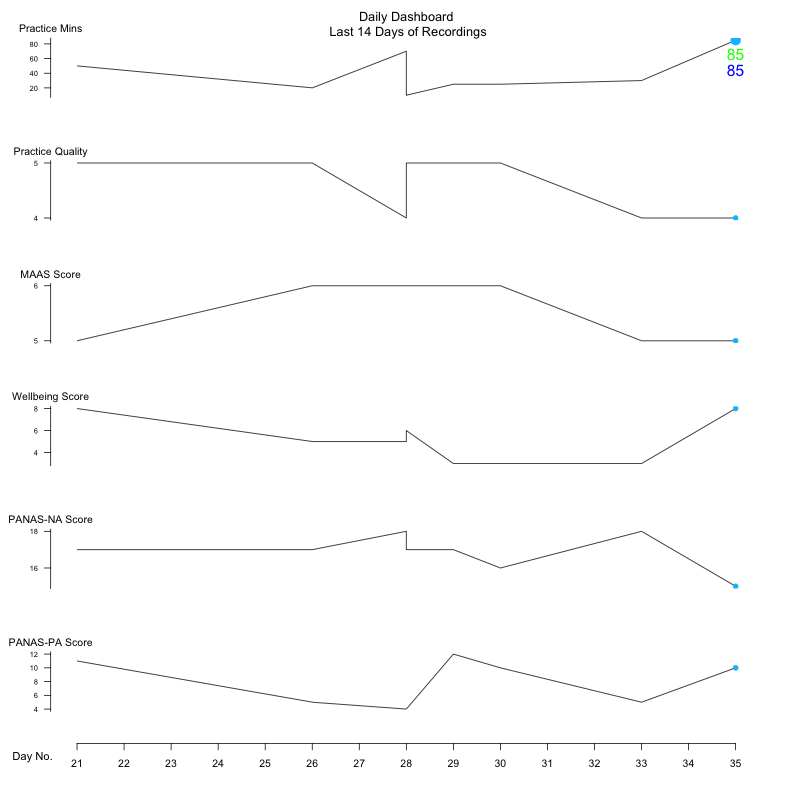 Daily Dashboard
Last 14 Days of Recordings
Practice Mins
80
60
40
20
85
85
Practice Quality
5
4
MAAS Score
6
5
Wellbeing Score
8
6
4
PANAS-NA Score
18
16
PANAS-PA Score
12
10
8
6
4
Day No.
21 22 23 24 25 26 27 28 29 30 31 32 33 34 35